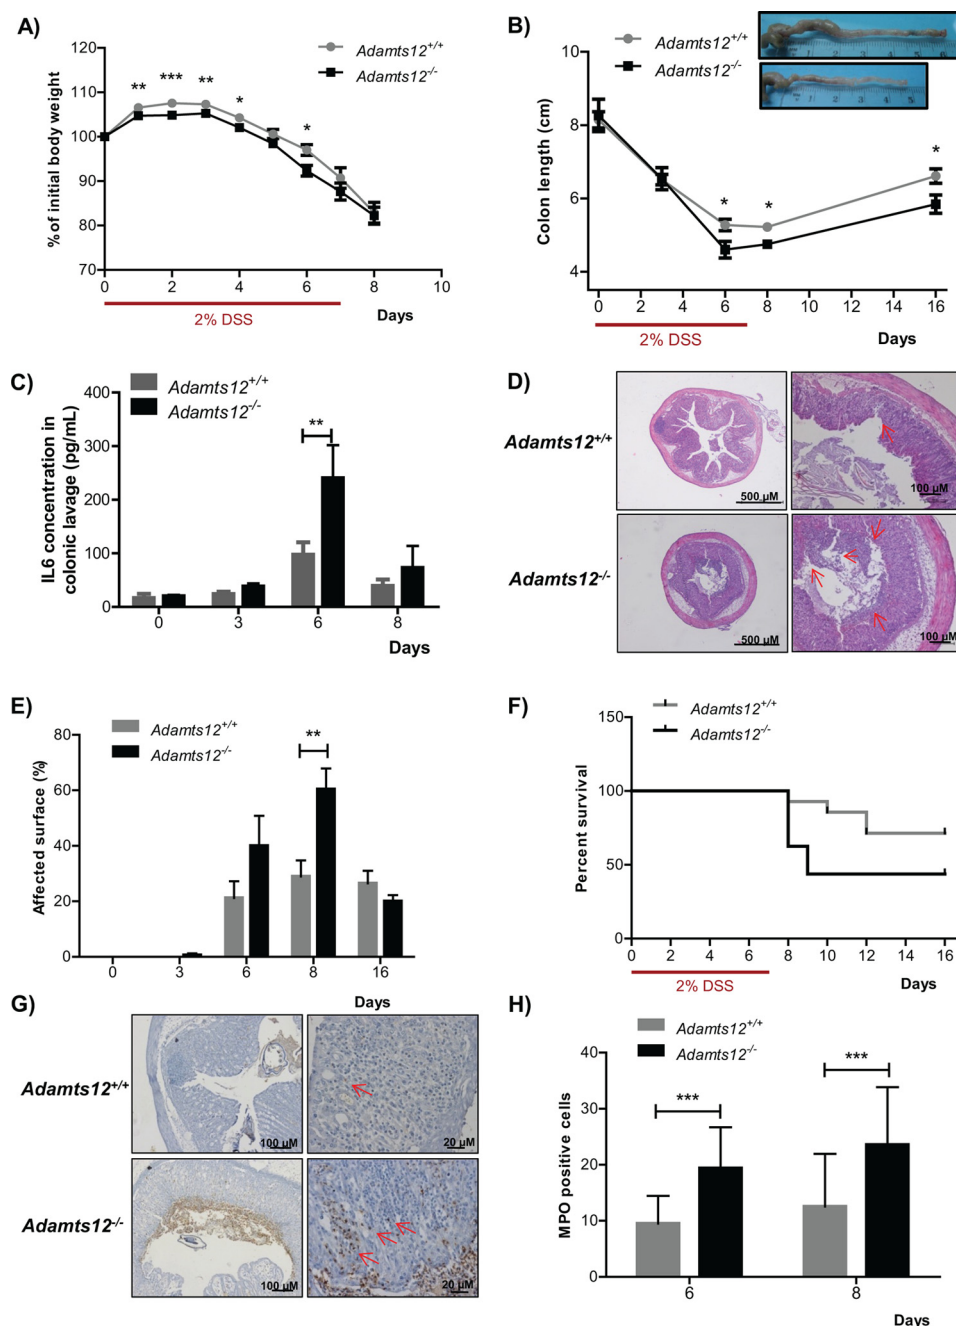 A)
Adamts12+/+
Adamts12-/-
% of initial body weight
120
110
100
90
80
70
** *** ** * *
0 2 4 6 8 10
2% DSS
Days
B)
Adamts12+/+
Adamts12-/-
Colon length (cm)
8
6
4
* * *
0 2 4 6 8 10 12 14 16
2% DSS
Days
C)
Adamts12+/+
Adamts12-/-
IL6 concentration in
colonic lavage (pg/mL)
400
300
200
100
0
**
0 3 6 8
Days
D)
Adamts12+/+
500 µM
100 µM
Adamts12-/-
500 µM
100 µM
E)
Adamts12+/+
Adamts12-/-
Affected surface (%)
80
60
40
20
0
**
0 3 6 8 16
Days
F)
Adamts12+/+
Adamts12-/-
Percent survival
150
100
50
0
0 2 4 6 8 10 12 14 16
2% DSS
Days
G)
Adamts12+/+
100 µM
20 µM
Adamts12-/-
100 µM
20 µM
H)
Adamts12+/+
Adamts12-/-
MPO positive cells
40
30
20
10
0
*** ***
6 8
Days